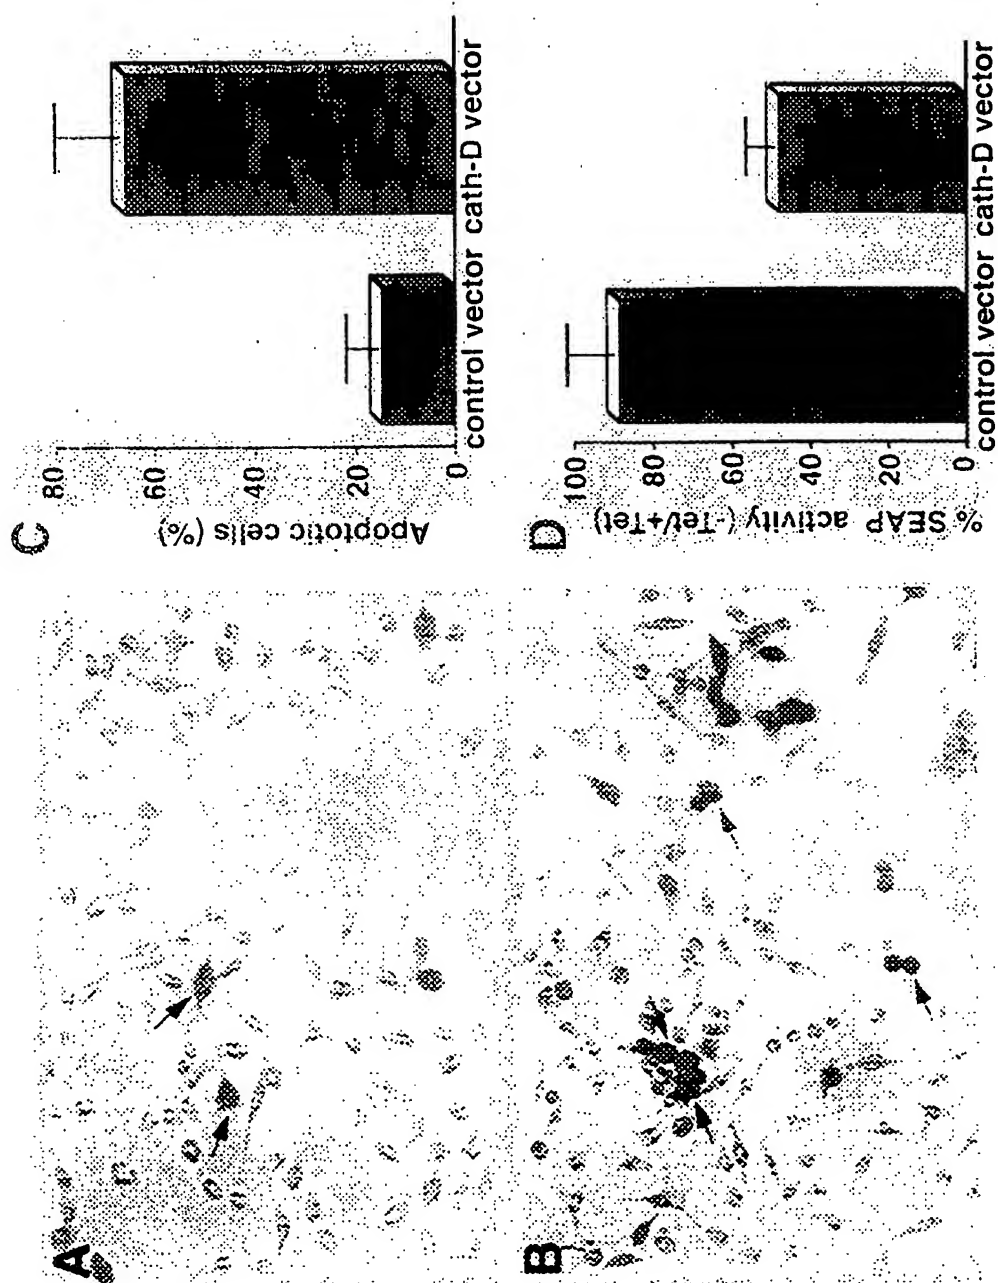 A
B
C
Apoptotic cells (%)
80
60
40
20
0
control vector cath-D vector
D
% SEAP activity (-Tet/+Tet)
100
80
60
40
20
0
control vector cath-D vector